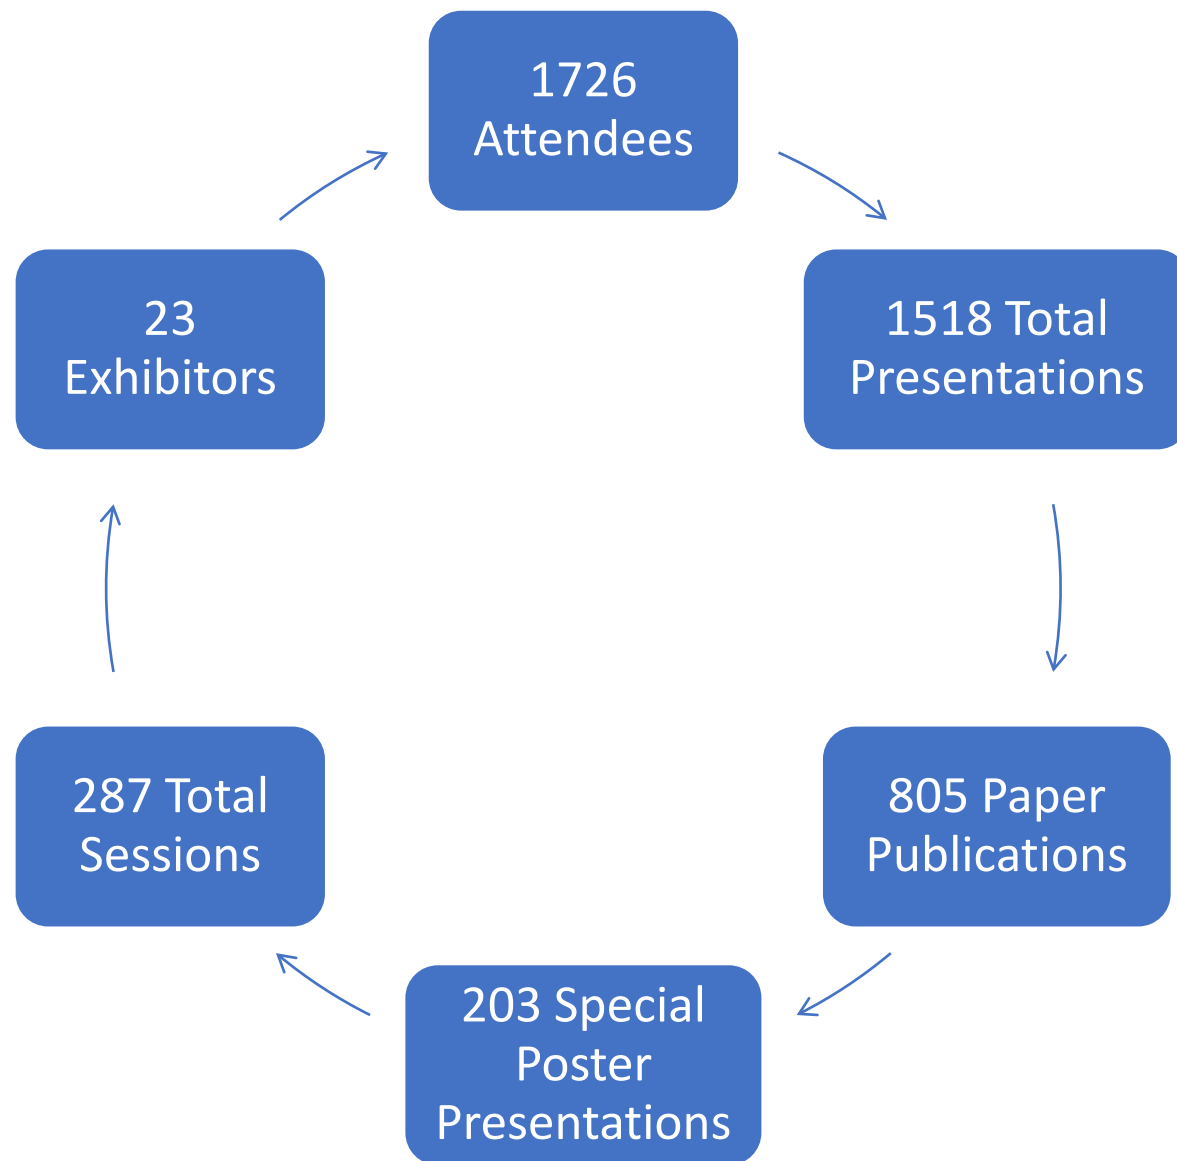 1726
Attendees
1518 Total
Presentations
805 Paper
Publications
203 Special
Poster
Presentations
287 Total
Sessions
23
Exhibitors